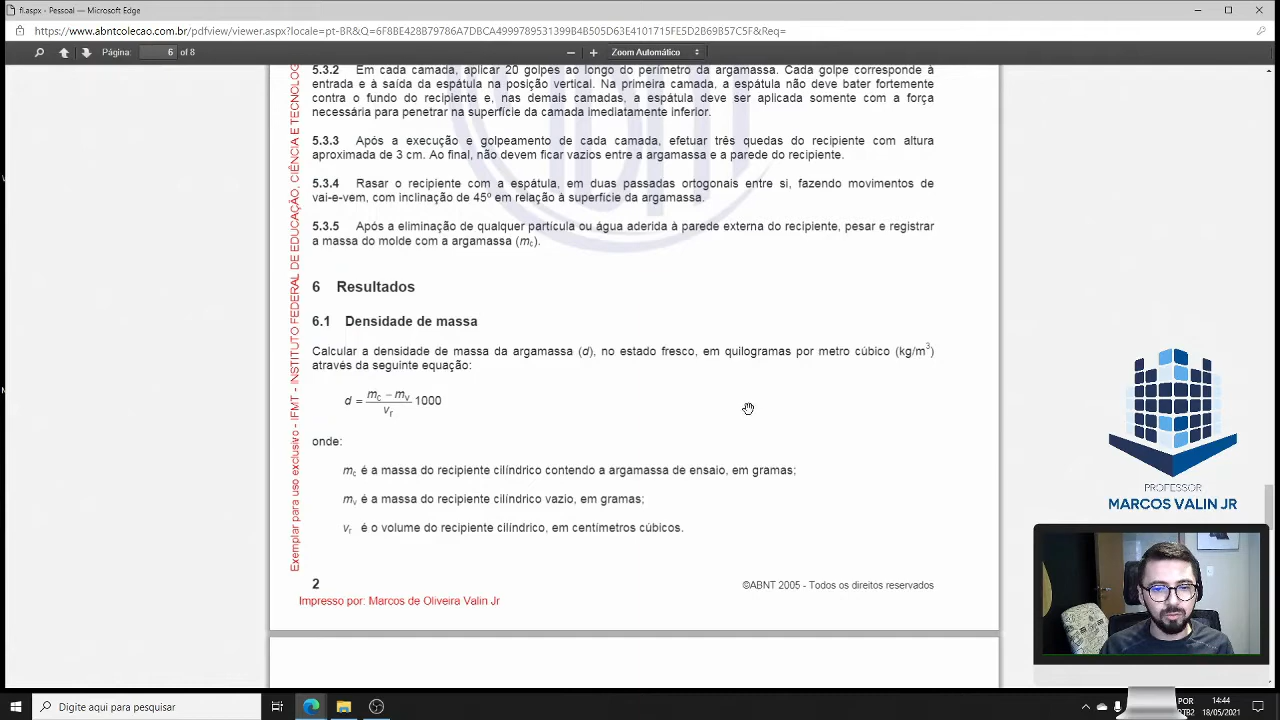 fi.aspx - Pessoal — Microsoft Edge
https://www.abntcolecao.com.br/pdfview/viewer.aspx?locale=pt-BR&Q=6F8BE428B79786A7DBCA4999789531399B4B505D63E4101715FE5D2B69B57C5F&Req=
Página: 6 of 8
Zoom Automático
5.3.2 Em cada camada, aplicar 20 golpes ao longo do perímetro da argamassa. Cada golpe corresponde à
entrada e à saída da espátula na posição vertical. Na primeira camada, a espátula não deve bater fortemente
contra o fundo do recipiente e, nas demais camadas, a espátula deve ser aplicada somente com a força
necessária para penetrar na superfície da camada imediatamente inferior.
5.3.3 Após a execução e golpeamento de cada camada, efetuar três quedas do recipiente com altura
aproximada de 3 cm. Ao final, não devem ficar vazios entre a argamassa e a parede do recipiente.
5.3.4 Rasar o recipiente com a espátula, em duas passadas ortogonais entre si, fazendo movimentos de
vai-e-vem, com inclinação de 45º em relação à superfície da argamassa.
5.3.5 Após a eliminação de qualquer partícula ou água aderida à parede externa do recipiente, pesar e registrar
a massa do molde com a argamassa (mc).
6 Resultados
6.1 Densidade de massa
Calcular a densidade de massa da argamassa (d), no estado fresco, em quilogramas por metro cúbico (kg/m³)
através da seguinte equação:
d = (mc − mv) / vr 1000
onde:
mc é a massa do recipiente cilíndrico contendo a argamassa de ensaio, em gramas;
mv é a massa do recipiente cilíndrico vazio, em gramas;
vr é o volume do recipiente cilíndrico, em centímetros cúbicos.
2
©ABNT 2005 - Todos os direitos reservados
Impresso por: Marcos de Oliveira Valin Jr
Exemplar para uso exclusivo - IFMT - INSTITUTO FEDERAL DE EDUCAÇÃO, CIÊNCIA E TECNOLOG
PROFESSOR
MARCOS VALIN JR
Digite aqui para pesquisar
POR
PTB2
14:44
18/05/2021